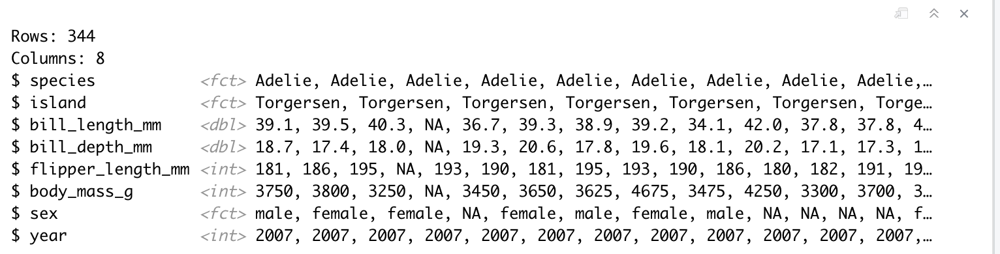 Rows: 344
Columns: 8
$ species           <fct> Adelie, Adelie, Adelie, Adelie, Adelie, Adelie, Adelie, Adelie, Adelie,…
$ island            <fct> Torgersen, Torgersen, Torgersen, Torgersen, Torgersen, Torgersen, Torge…
$ bill_length_mm    <dbl> 39.1, 39.5, 40.3, NA, 36.7, 39.3, 38.9, 39.2, 34.1, 42.0, 37.8, 37.8, 4…
$ bill_depth_mm     <dbl> 18.7, 17.4, 18.0, NA, 19.3, 20.6, 17.8, 19.6, 18.1, 20.2, 17.1, 17.3, 1…
$ flipper_length_mm <int> 181, 186, 195, NA, 193, 190, 181, 195, 193, 190, 186, 180, 182, 191, 19…
$ body_mass_g       <int> 3750, 3800, 3250, NA, 3450, 3650, 3625, 4675, 3475, 4250, 3300, 3700, 3…
$ sex               <fct> male, female, female, NA, female, male, female, male, NA, NA, NA, NA, f…
$ year              <int> 2007, 2007, 2007, 2007, 2007, 2007, 2007, 2007, 2007, 2007, 2007, 2007,…